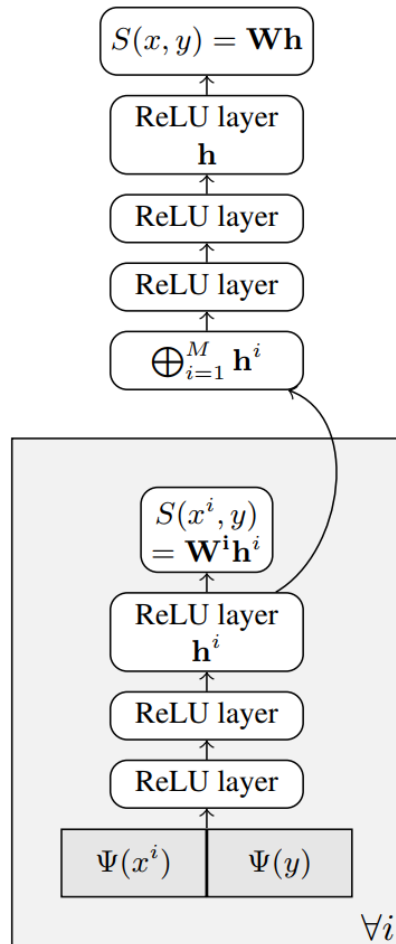 S(x, y) = Wh
ReLU layer
h
ReLU layer
ReLU layer
⊕_{i=1}^{M} h^i
S(x^i, y)
= W^i h^i
ReLU layer
h^i
ReLU layer
ReLU layer
Ψ(x^i) Ψ(y)
∀i